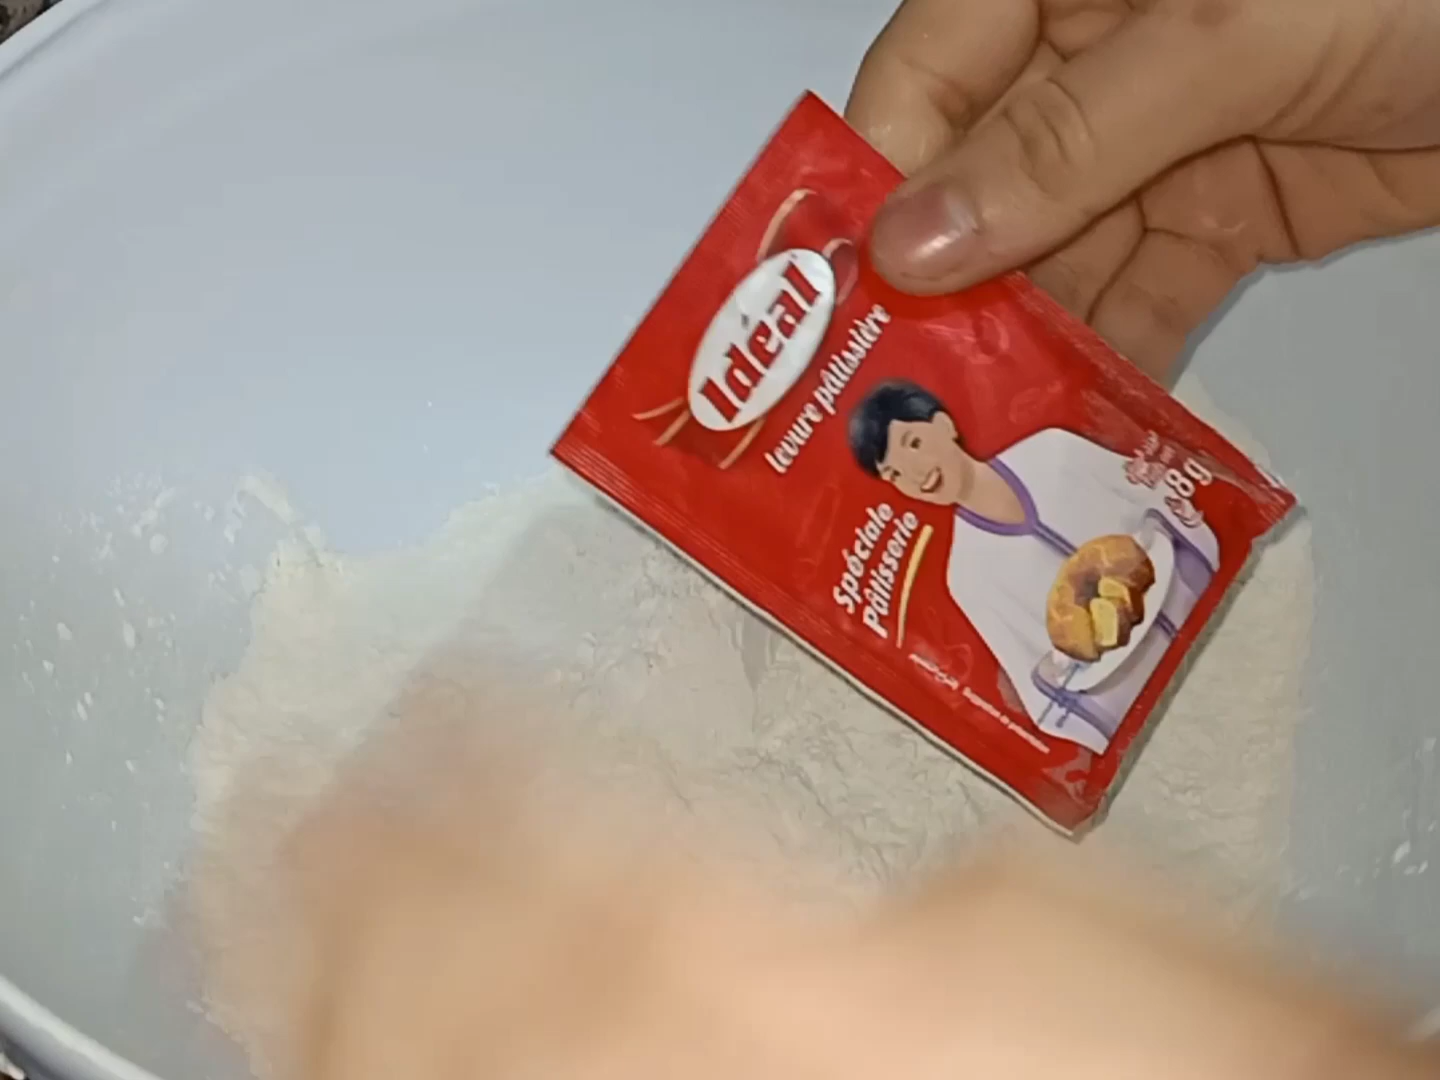 Idéal
levure pâtissière
Spéciale
pâtisserie
8g